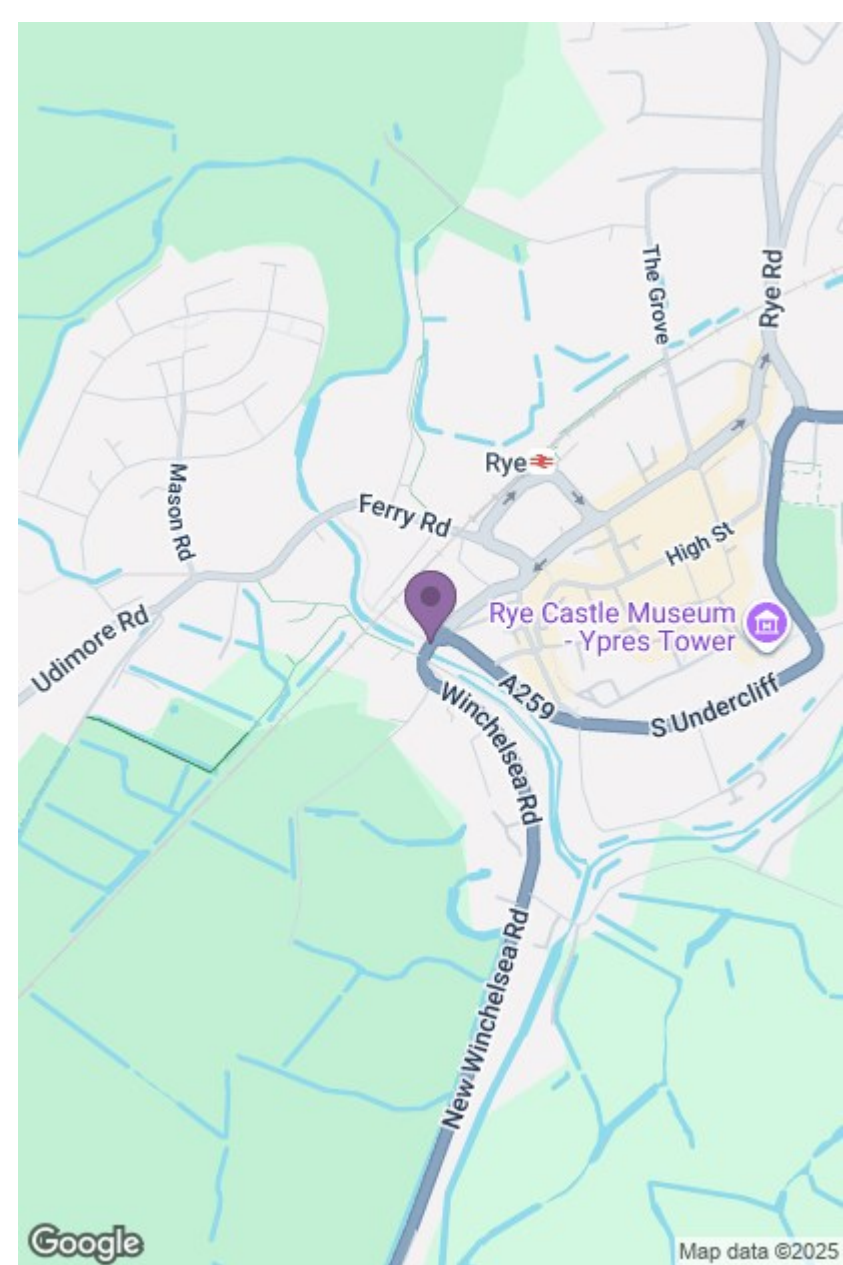 The Grove
Rye Rd
Rye
Mason Rd
Ferry Rd
High St
Udimore Rd
Rye Castle Museum
- Ypres Tower
A259
S Undercliff
Winchelsea Rd
New Winchelsea Rd
Google
Map data ©2025